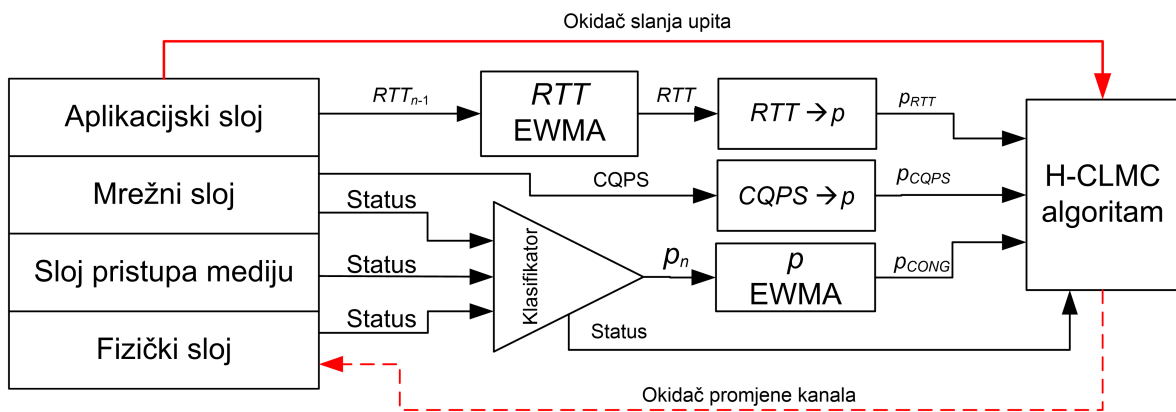 Okidač slanja upita
Aplikacijski sloj
Mrežni sloj
Sloj pristupa mediju
Fizički sloj
RTTn-1
RTT
EWMA
RTT
RTT → p
pRTT
CQPS
CQPS → p
pCQPS
Status
Status
Status
Klasifikator
pn
p
EWMA
pCONG
Status
H-CLMC
algoritam
Okidač promjene kanala